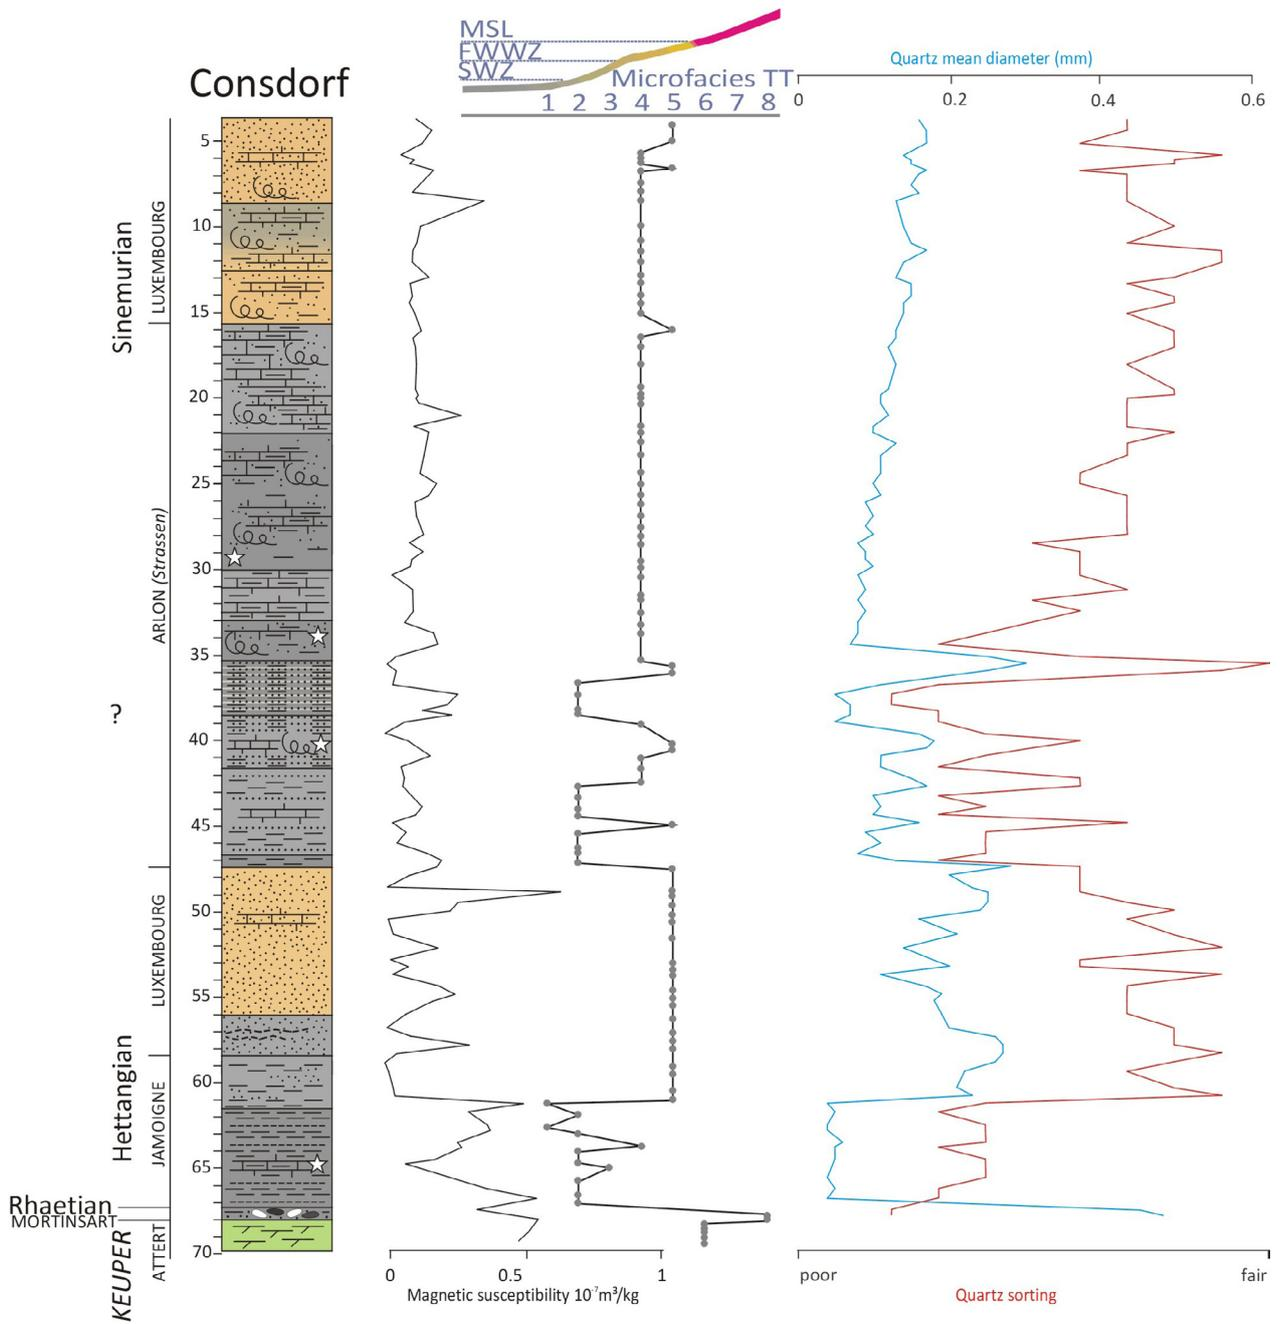 MSL
FWWZ
SWZ
Microfacies TT
1 2 3 4 5 6 7 8
Consdorf
Quartz mean diameter (mm)
0 0.2 0.4 0.6
5
10
15
20
25
30
35
40
45
50
55
60
65
70
Sinemurian
LUXEMBOURG
ARLON (Strassen)
?
LUXEMBOURG
Hettangian
JAMOIGNE
Rhaetian
MORTINSART
KEUPER
ATTERT
0 0.5 1
Magnetic susceptibility 10⁻⁷m³/kg
poor fair
Quartz sorting